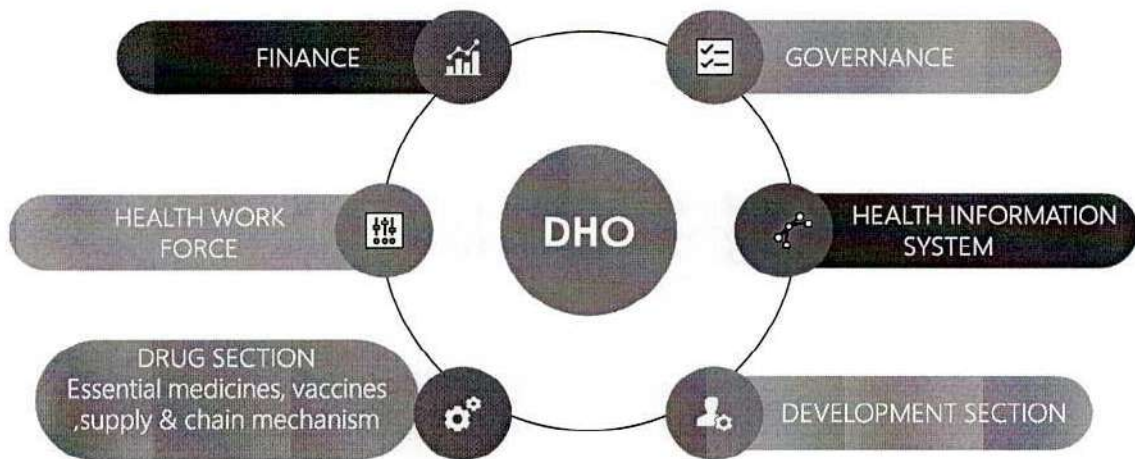 FINANCE
GOVERNANCE
HEALTH WORK
FORCE
DHO
HEALTH INFORMATION
SYSTEM
DRUG SECTION
Essential medicines, vaccines
,supply & chain mechanism
DEVELOPMENT SECTION